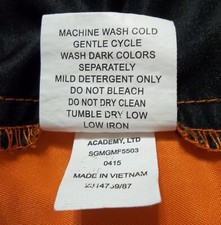 MACHINE WASH COLD
GENTLE CYCLE
WASH DARK COLORS
SEPARATELY
MILD DETERGENT ONLY
DO NOT BLEACH
DO NOT DRY CLEAN
TUMBLE DRY LOW
LOW IRON
ACADEMY, LTD
SGMGMF5503
0415
MADE IN VIETNAM